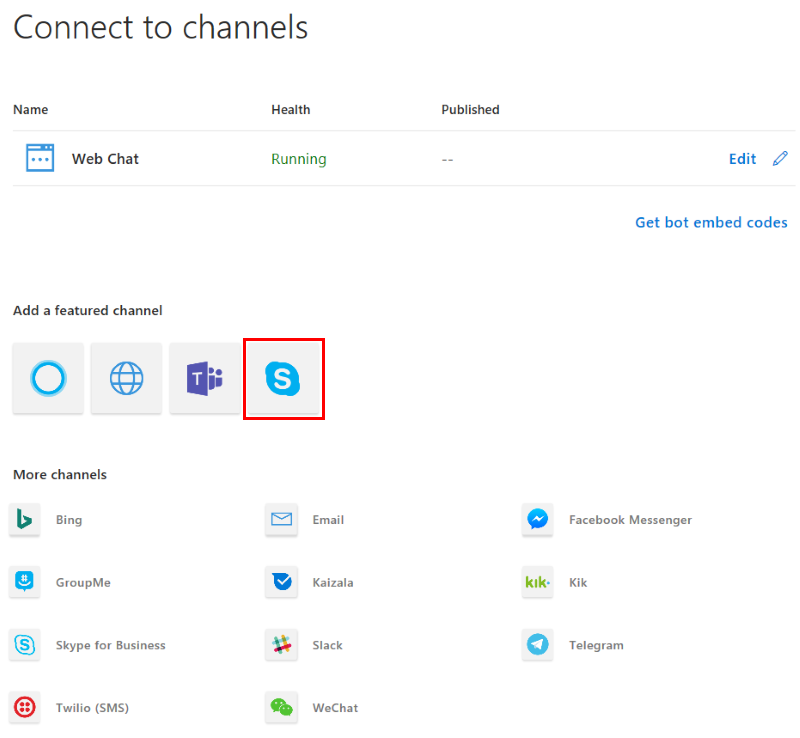 Connect to channels
Name Health Published
Web Chat Running -- Edit
Get bot embed codes
Add a featured channel
T S
More channels
Bing Email Facebook Messenger
GroupMe Kaizala kik. Kik
S Skype for Business Slack Telegram
Twilio (SMS) WeChat